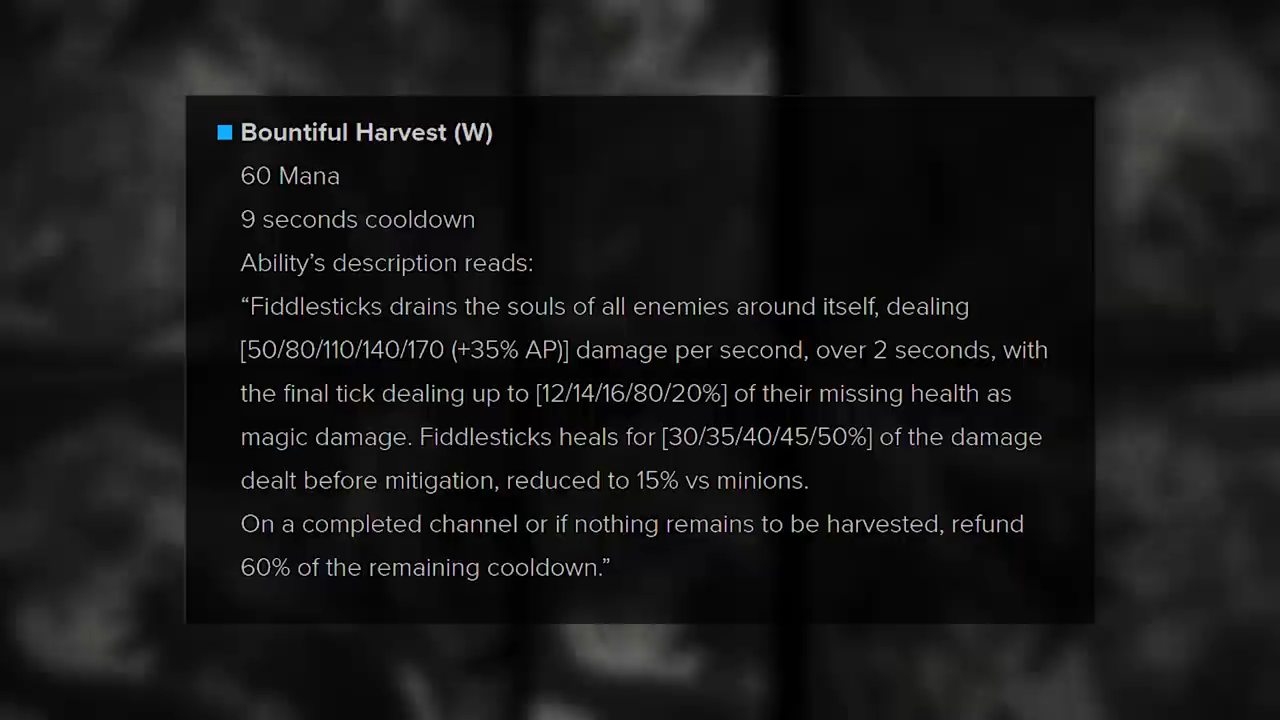 Bountiful Harvest (W)
60 Mana
9 seconds cooldown
Ability’s description reads:
“Fiddlesticks drains the souls of all enemies around itself, dealing
[50/80/110/140/170 (+35% AP)] damage per second, over 2 seconds, with
the final tick dealing up to [12/14/16/80/20%] of their missing health as
magic damage. Fiddlesticks heals for [30/35/40/45/50%] of the damage
dealt before mitigation, reduced to 15% vs minions.
On a completed channel or if nothing remains to be harvested, refund
60% of the remaining cooldown.”